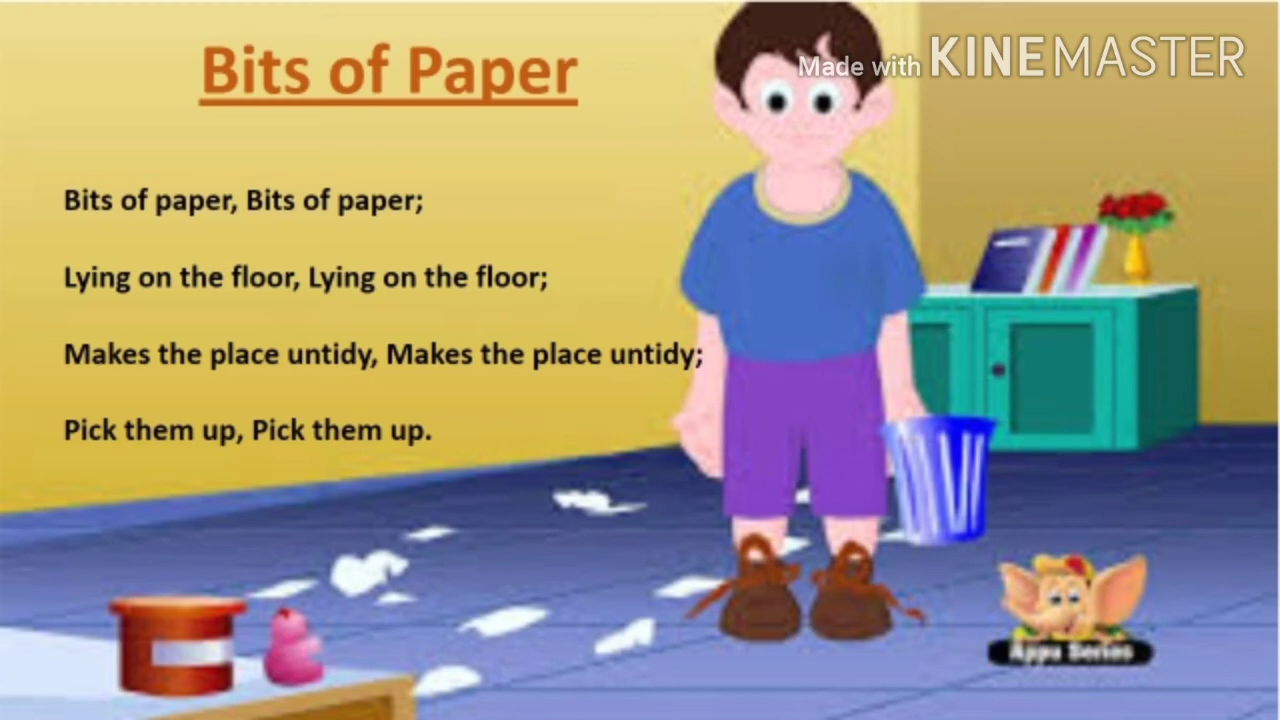 Made with KINEMASTER
Bits of Paper
Bits of paper, Bits of paper;
Lying on the floor, Lying on the floor;
Makes the place untidy, Makes the place untidy;
Pick them up, Pick them up.
Appu Series